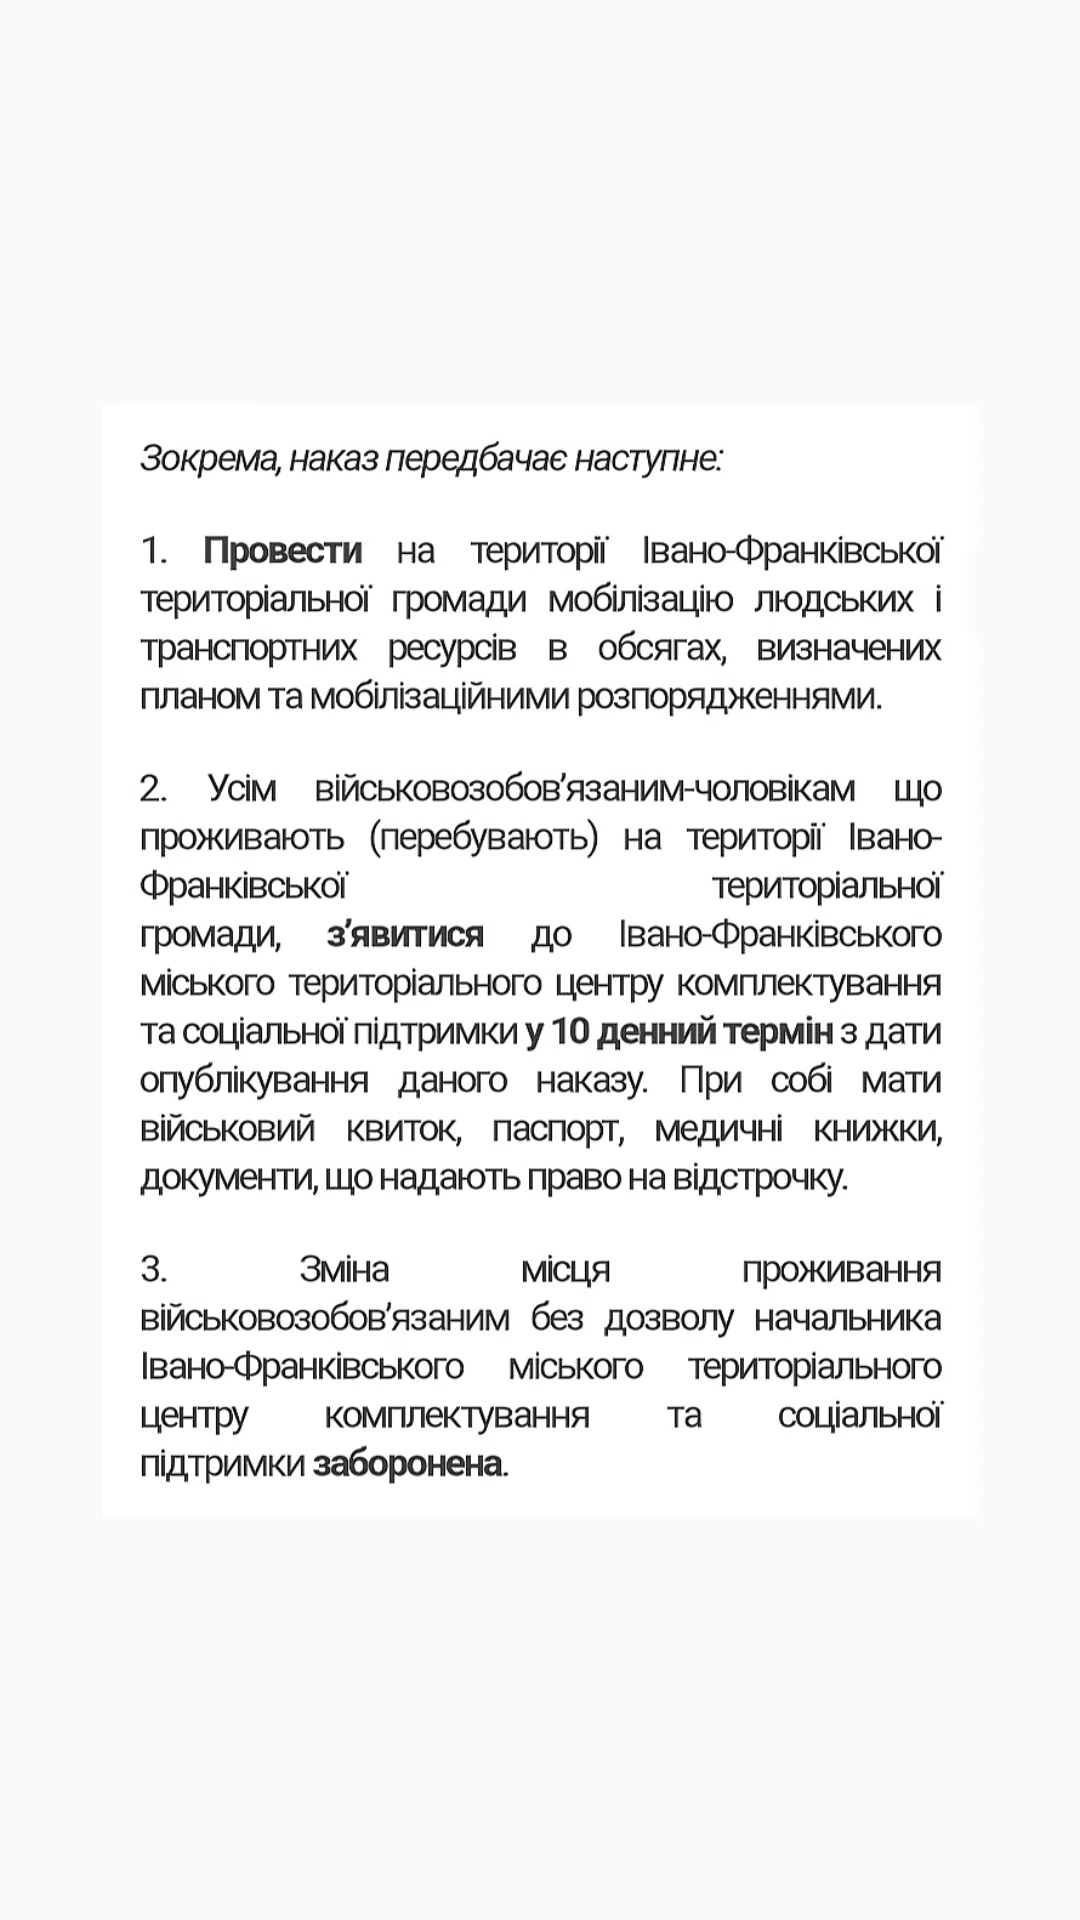 Зокрема, наказ передбачає наступне:
1. Провести на території Івано-Франківської
територіальної громади мобілізацію людських і
транспортних ресурсів в обсягах, визначених
планом та мобілізаційними розпорядженнями.
2. Усім військовозобов’язаним-чоловікам що
проживають (перебувають) на території Івано-
Франківської територіальної
громади, з’явитися до Івано-Франківського
міського територіального центру комплектування
та соціальної підтримки у 10 денний термін з дати
опублікування даного наказу. При собі мати
військовий квиток, паспорт, медичні книжки,
документи, що надають право на відстрочку.
3. Зміна місця проживання
військовозобов’язаним без дозволу начальника
Івано-Франківського міського територіального
центру комплектування та соціальної
підтримки заборонена.